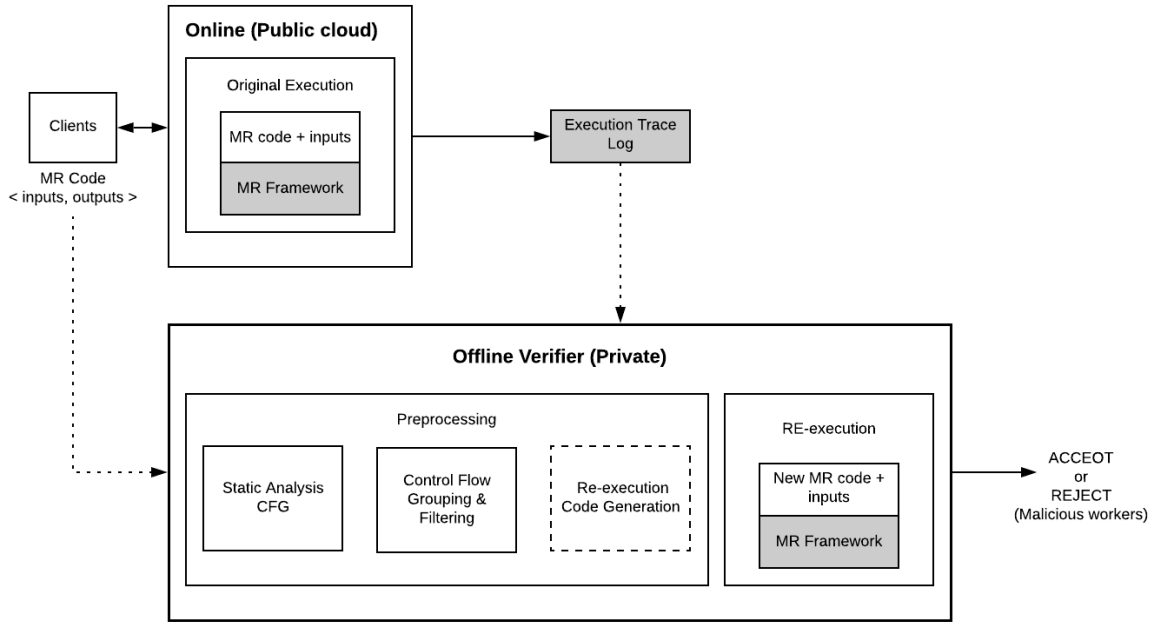 Online (Public cloud)
Original Execution
Clients
MR code + inputs
MR Framework
Execution Trace
Log
MR Code
< inputs, outputs >
Offline Verifier (Private)
Preprocessing
Static Analysis
CFG
Control Flow
Grouping &
Filtering
Re-execution
Code Generation
RE-execution
New MR code +
inputs
MR Framework
ACCEOT
or
REJECT
(Malicious workers)